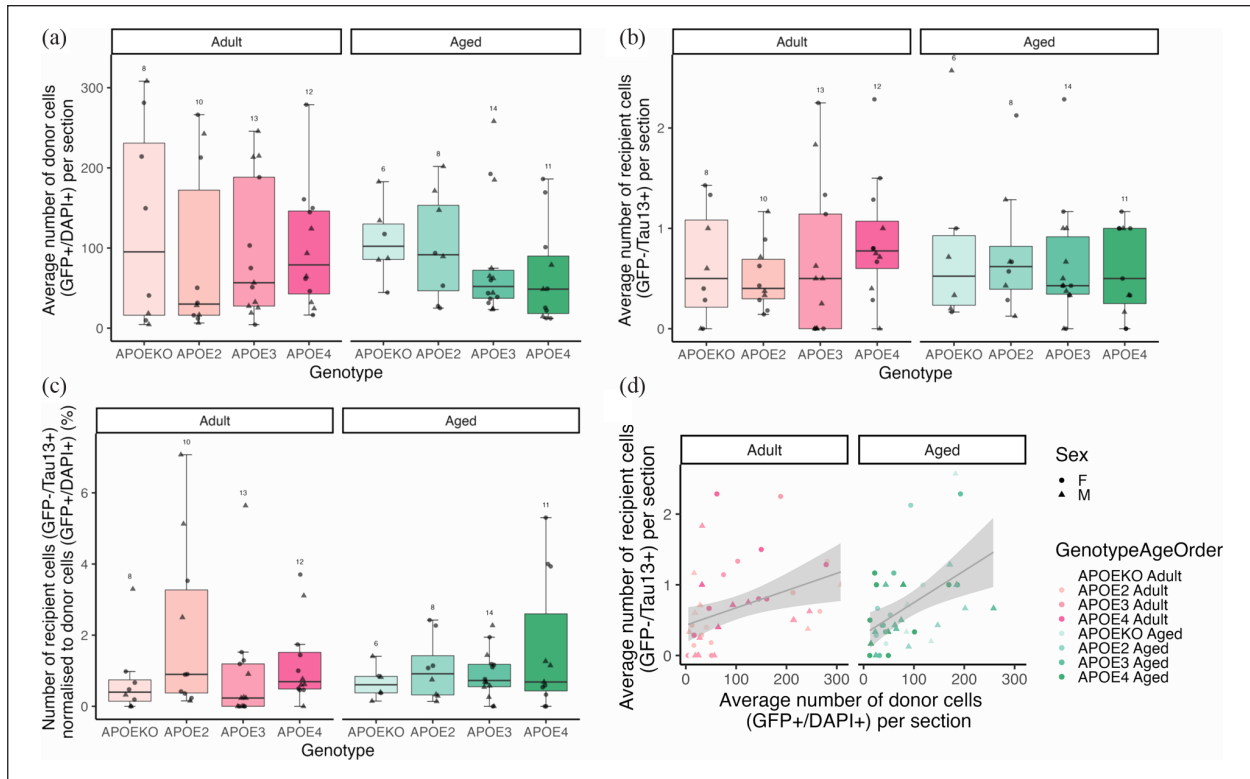 (a)
Adult
Aged
Average number of donor cells
(GFP+/DAPI+) per section
300
200
100
0
8
10
13
12
6
8
14
11
APOEKO
APOE2
APOE3
APOE4
APOEKO
APOE2
APOE3
APOE4
Genotype
(b)
Adult
Aged
Average number of recipient cells
(GFP-/Tau13+) per section
2
1
0
8
10
13
12
6
8
14
11
APOEKO
APOE2
APOE3
APOE4
APOEKO
APOE2
APOE3
APOE4
Genotype
(c)
Adult
Aged
Number of recipient cells (GFP-/Tau13+)
normalised to donor cells (GFP+/DAPI+) (%)
6
4
2
0
8
10
13
12
6
8
14
11
APOEKO
APOE2
APOE3
APOE4
APOEKO
APOE2
APOE3
APOE4
Genotype
(d)
Adult
Aged
Average number of recipient cells
(GFP-/Tau13+) per section
2
1
0
0
100
200
300
0
100
200
300
Average number of donor cells
(GFP+/DAPI+) per section
Sex
F
M
GenotypeAgeOrder
APOEKO Adult
APOE2 Adult
APOE3 Adult
APOE4 Adult
APOEKO Aged
APOE2 Aged
APOE3 Aged
APOE4 Aged